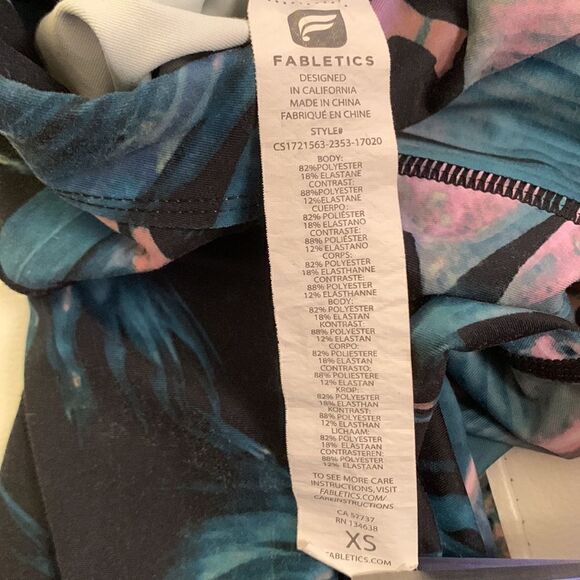 FABLETICS
DESIGNED
IN CALIFORNIA
MADE IN CHINA
FABRIQUÉ EN CHINE
STYLE#
CS1721563-2353-17020
BODY:
82%POLYESTER
18% ELASTANE
CONTRAST:
88% POLYESTER
12%ELASTANE
CUERPO:
82% POLIÉSTER
18% ELASTANO
CONTRASTE:
88% POLIÉSTER
12% ELASTANO
CORPS:
82% POLYESTER
18% ELASTHANNE
CONTRASTE:
88% POLYESTER
12% ELASTHANNE
BODY:
82% POLYESTER
18% ELASTAN
KONTRAST:
88%POLYESTER
12% ELASTAN
CORPO:
82% POLIESTERE
18% ELASTAN
CONTRASTO:
88% POLIESTERE
12% ELASTAN
KROP:
82%POLYESTER
18% ELASTHAN
KONTRAST:
88% POLYESTER
12% ELASTHAN
LICHAAM:
82% POLYESTER
18% ELASTAAN
CONTRASTEREN:
88% POLYESTER
12% ELASTAAN
TO SEE MORE CARE
INSTRUCTIONS, VISIT
FABLETICS.COM/
CAREINSTRUCTIONS
CA 57737
RN 134638
XS
FABLETICS.COM